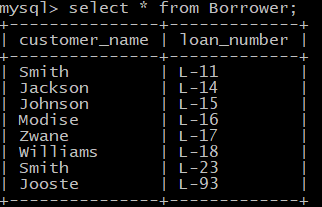 mysql> select * from Borrower;
+---------------+-------------+
| customer_name | loan_number |
+---------------+-------------+
| Smith         | L-11        |
| Jackson       | L-14        |
| Johnson       | L-15        |
| Modise        | L-16        |
| Zwane         | L-17        |
| Williams      | L-18        |
| Smith         | L-23        |
| Jooste        | L-93        |
+---------------+-------------+